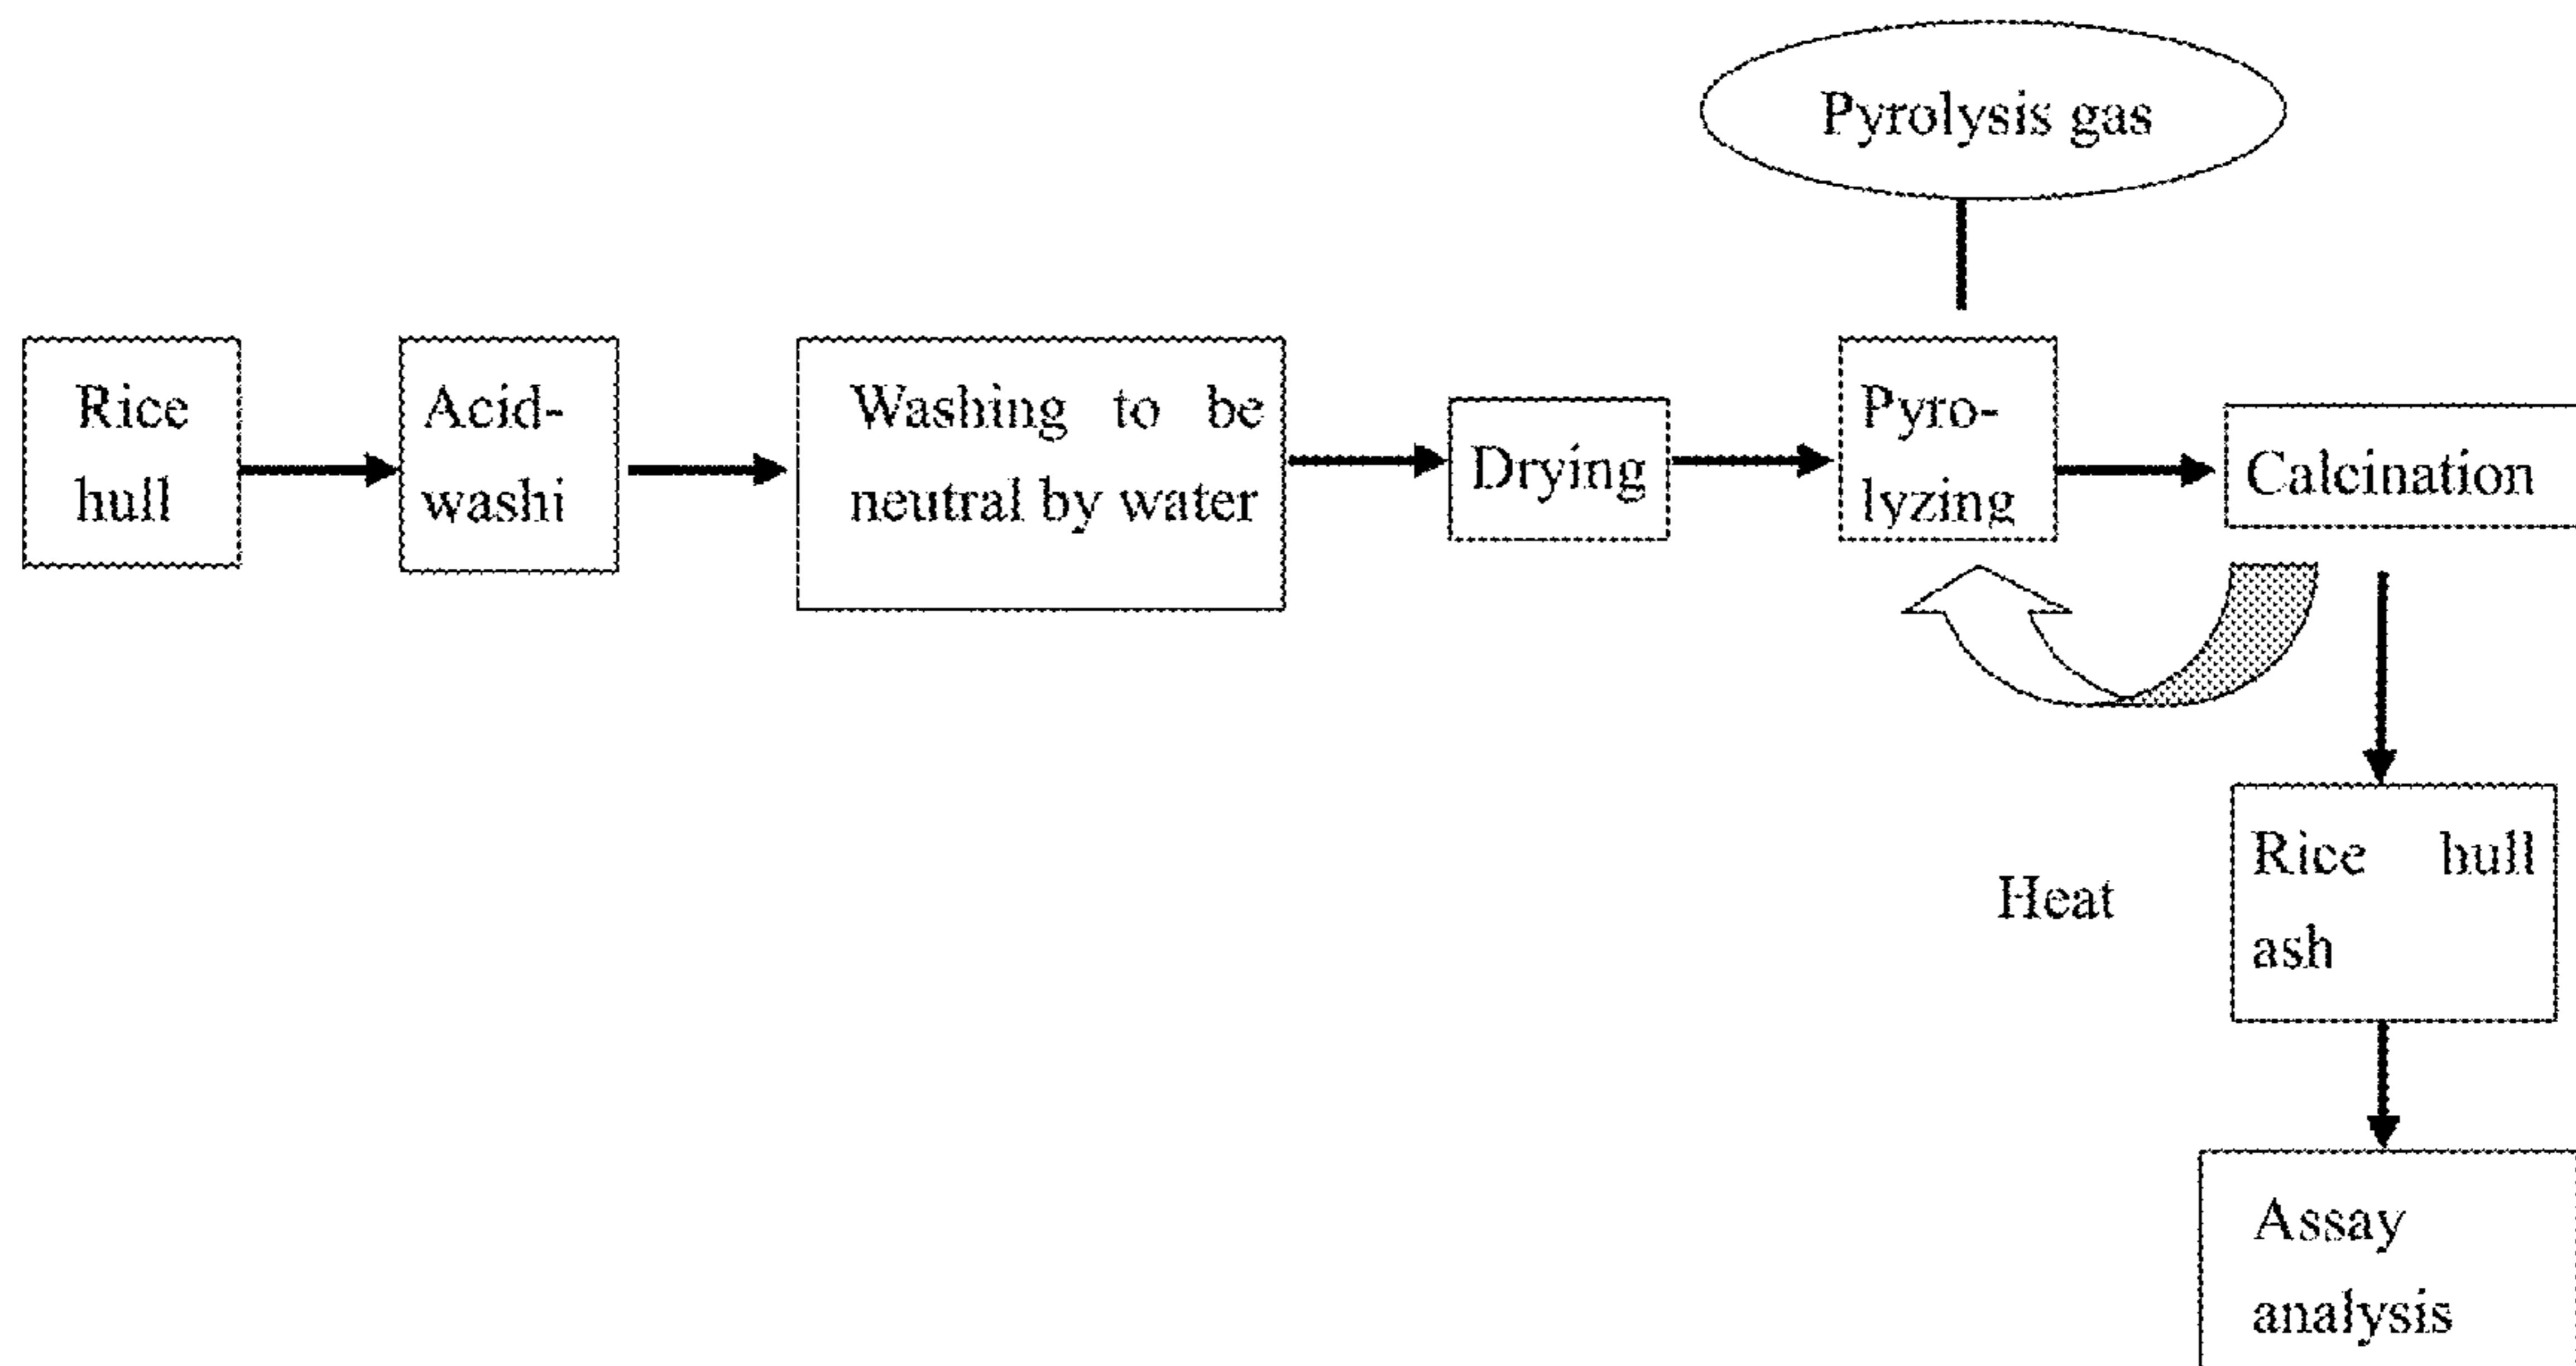 Pyrolysis gas
Rice
hull
Acid-
washi
Washing to be
neutral by water
Drying
Pyro-
lyzing
Calcination
Heat
Rice hull
ash
Assay
analysis